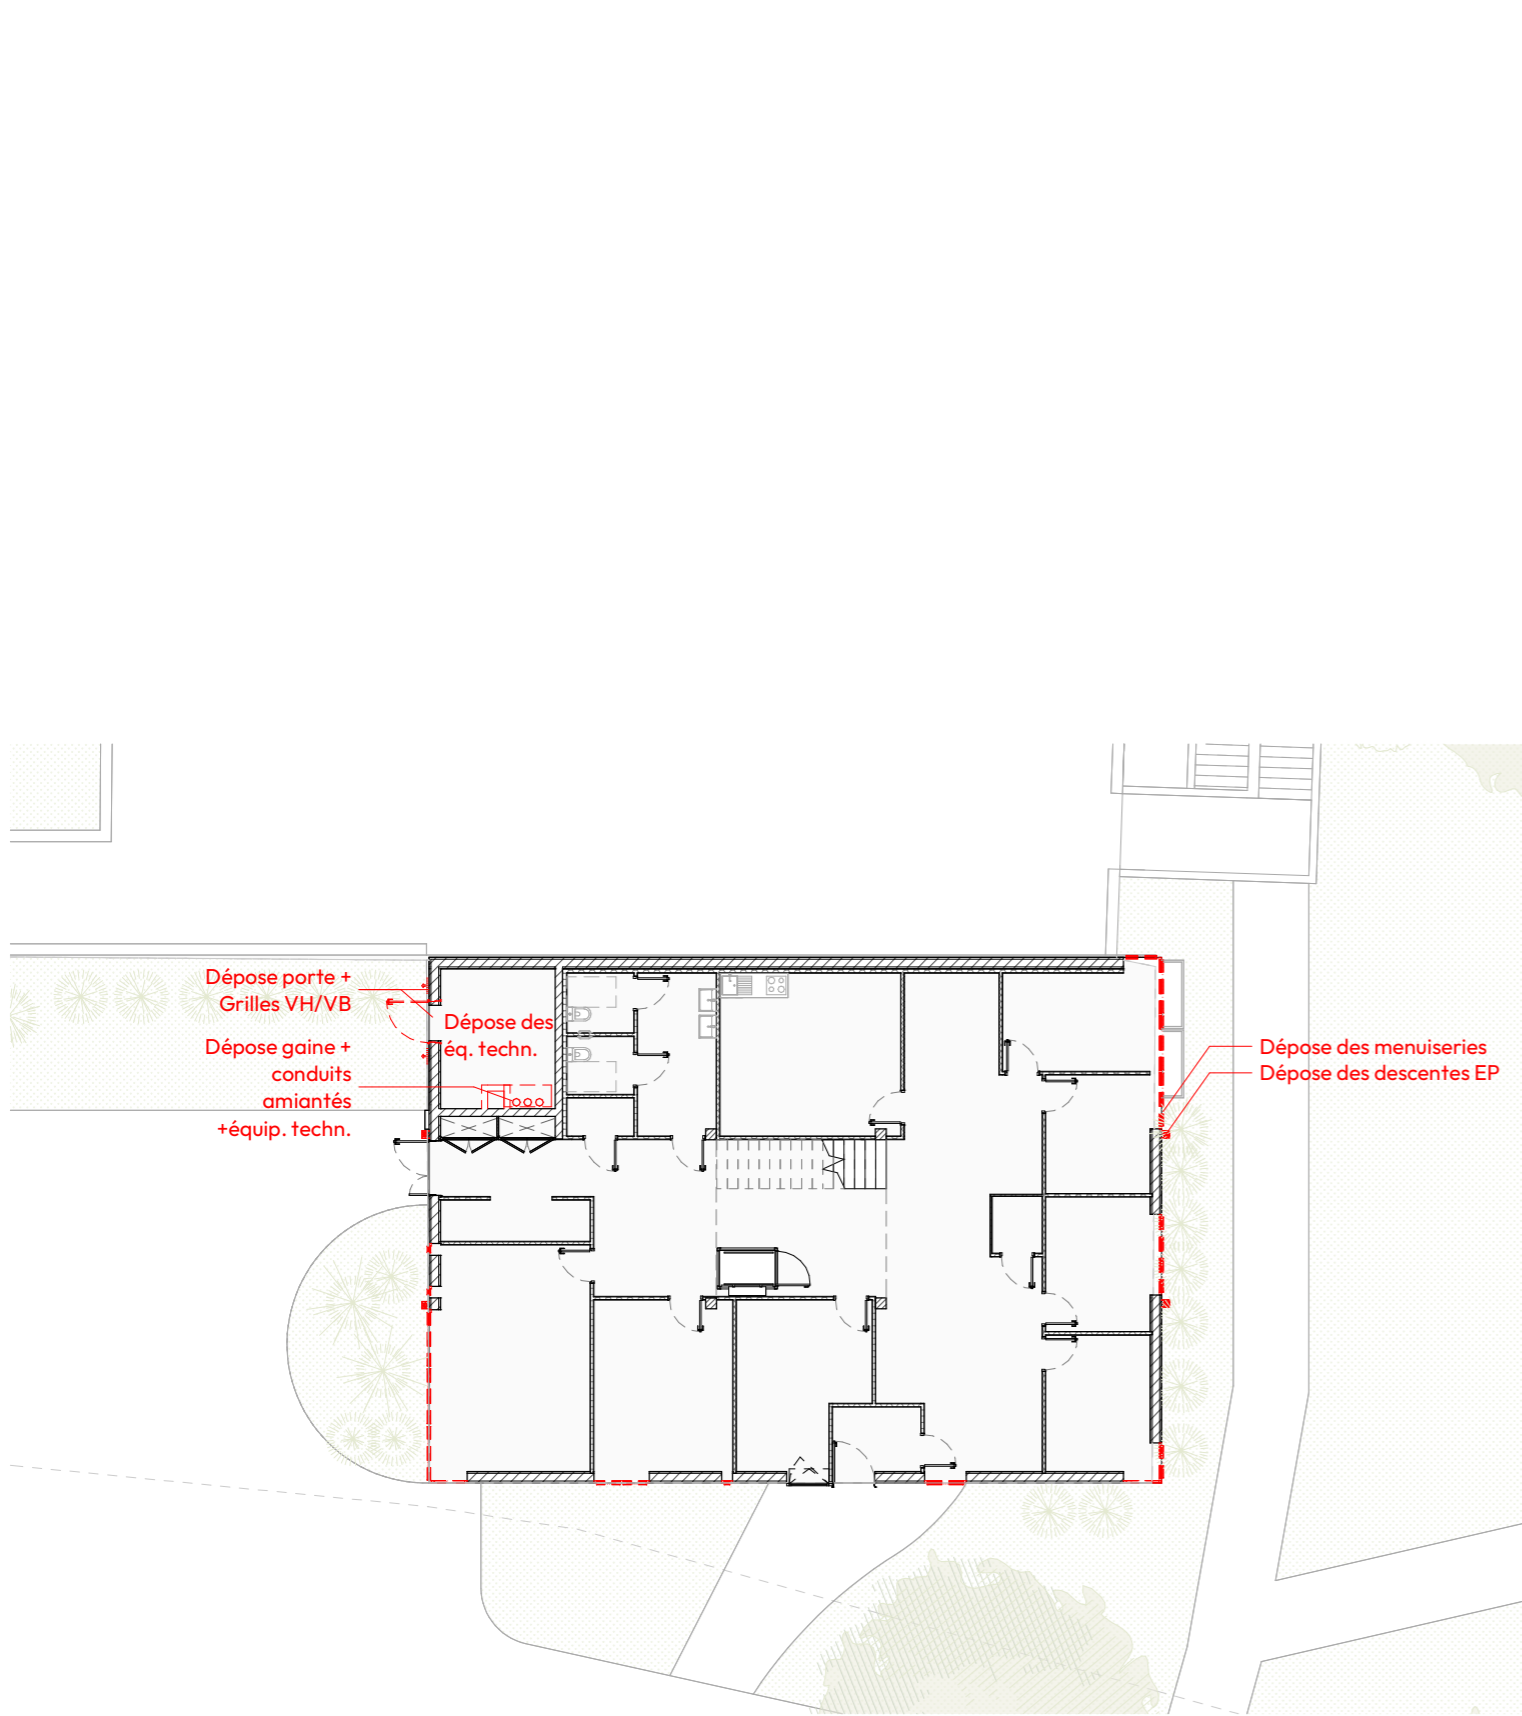 Dépose porte +
Grilles VH/VB
Dépose des
éq. techn.
Dépose gaine +
conduits
amiantés
+équip. techn.
Dépose des menuiseries
Dépose des descentes EP